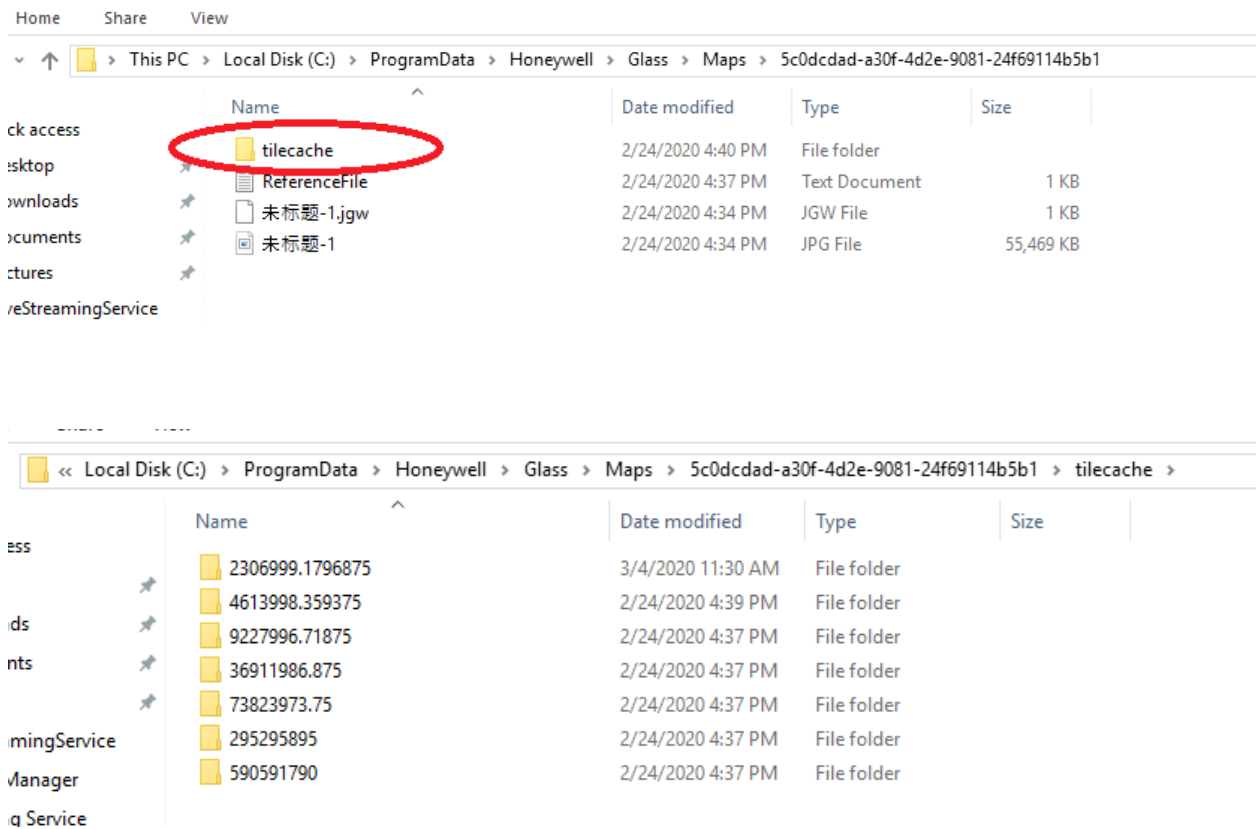 Home Share View
This PC > Local Disk (C:) > ProgramData > Honeywell > Glass > Maps > 5c0dcdad-a30f-4d2e-9081-24f69114b5b1
Name Date modified Type Size
ck access
esktop
ownloads
ocuments
ctures
veStreamingService
tilecache 2/24/2020 4:40 PM File folder
ReferenceFile 2/24/2020 4:37 PM Text Document 1 KB
未标题-1.jgw 2/24/2020 4:34 PM JGW File 1 KB
未标题-1 2/24/2020 4:34 PM JPG File 55,469 KB
« Local Disk (C:) > ProgramData > Honeywell > Glass > Maps > 5c0dcdad-a30f-4d2e-9081-24f69114b5b1 > tilecache >
Name Date modified Type Size
ess
ds
nts
mingService
Manager
g Service
2306999.1796875 3/4/2020 11:30 AM File folder
4613998.359375 2/24/2020 4:39 PM File folder
9227996.71875 2/24/2020 4:37 PM File folder
36911986.875 2/24/2020 4:37 PM File folder
73823973.75 2/24/2020 4:37 PM File folder
295295895 2/24/2020 4:37 PM File folder
590591790 2/24/2020 4:37 PM File folder